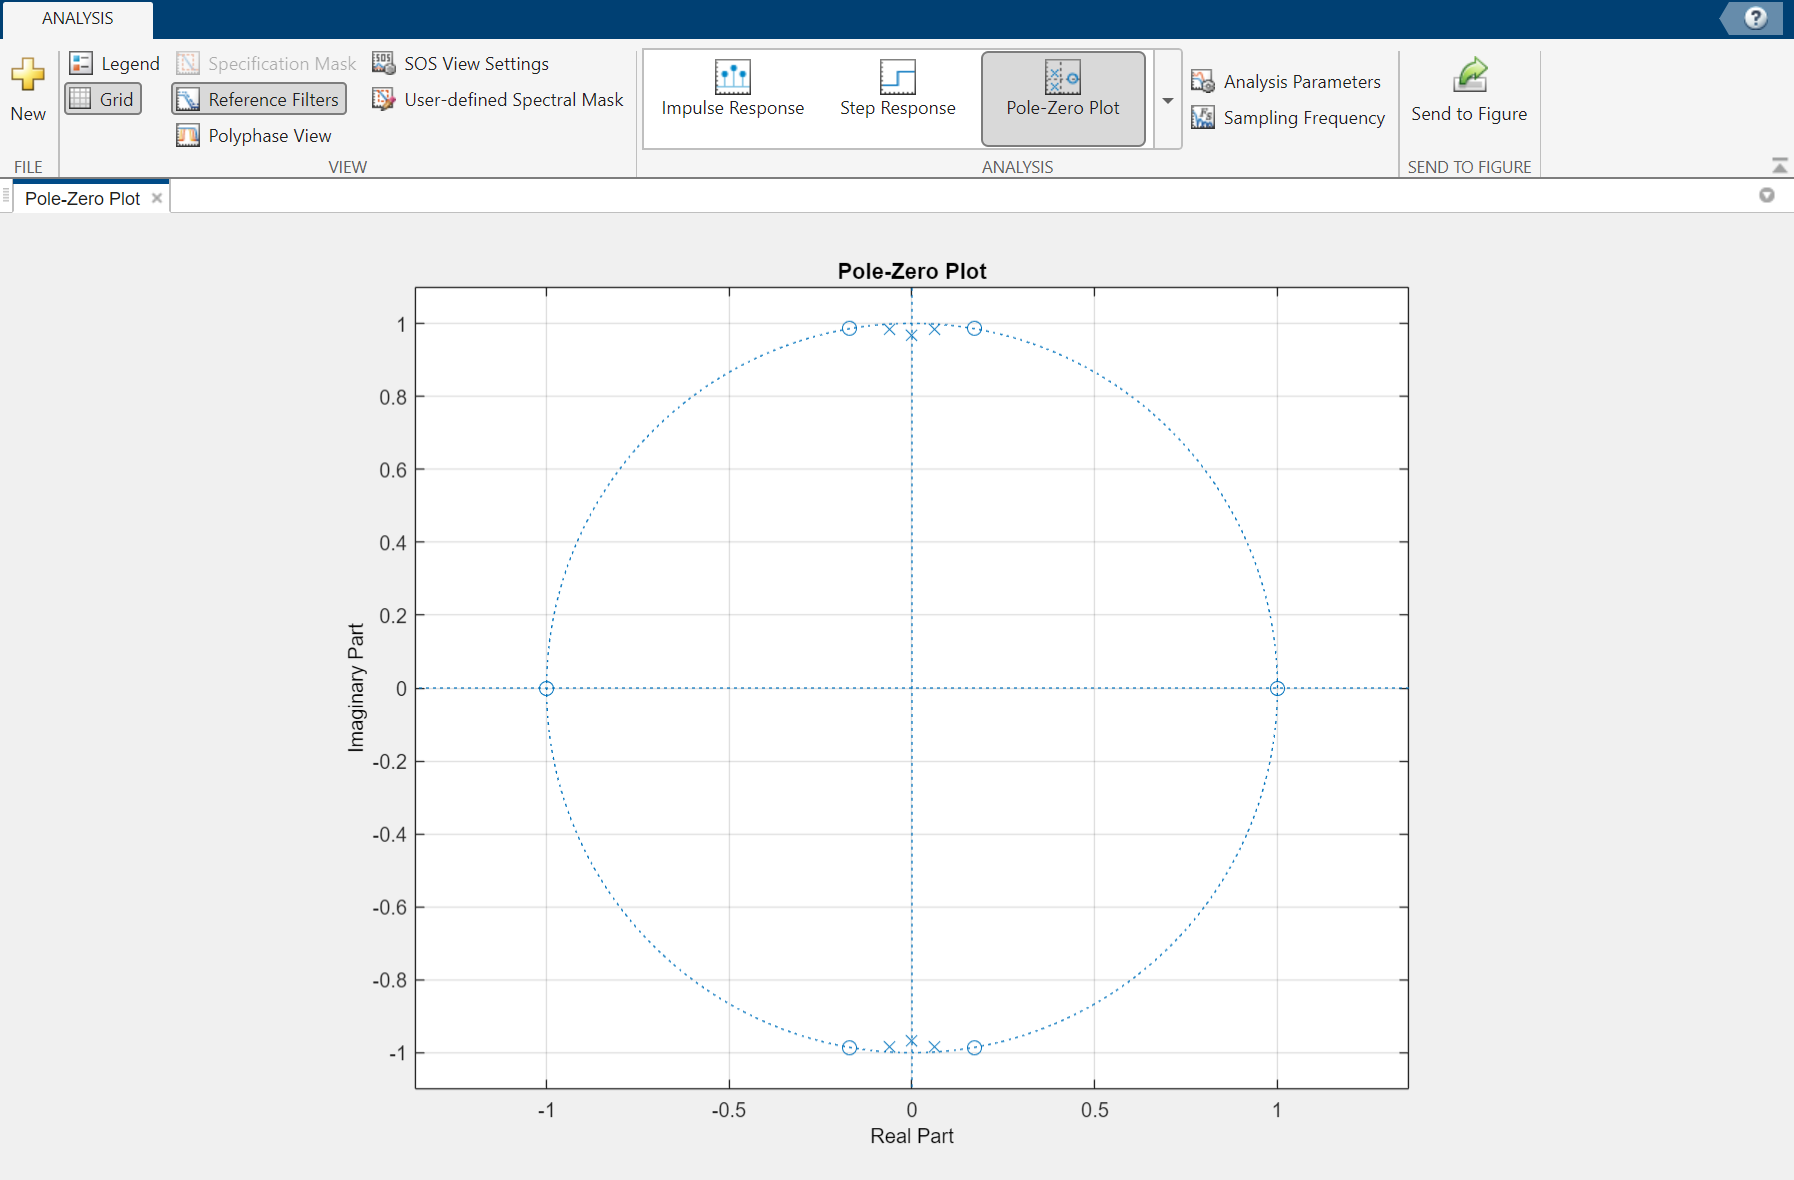 ANALYSIS
New
Legend
Grid
Specification Mask
Reference Filters
Polyphase View
SOS View Settings
User-defined Spectral Mask
Impulse Response
Step Response
Pole-Zero Plot
Analysis Parameters
Sampling Frequency
Send to Figure
FILE
VIEW
ANALYSIS
SEND TO FIGURE
Pole-Zero Plot
Pole-Zero Plot
1
0.8
0.6
0.4
0.2
0
-0.2
-0.4
-0.6
-0.8
-1
Imaginary Part
-1
-0.5
0
0.5
1
Real Part